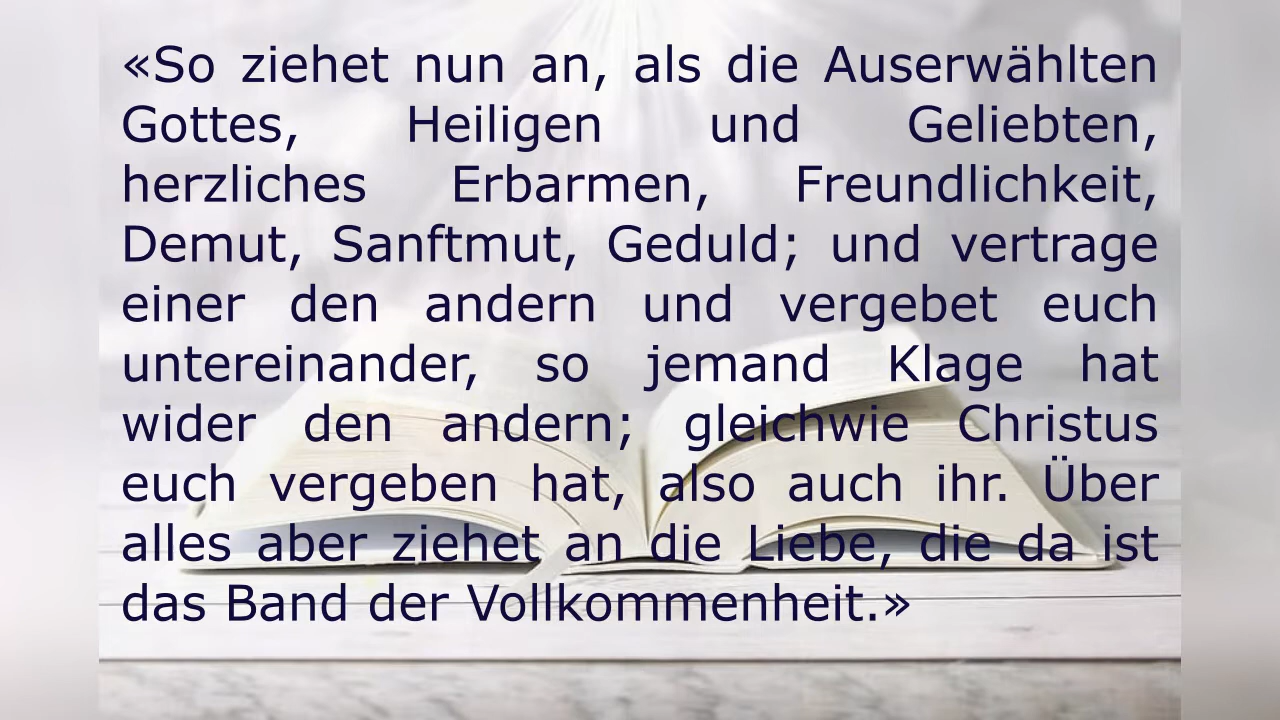 «So ziehet nun an, als die Auserwählten
Gottes, Heiligen und Geliebten,
herzliches Erbarmen, Freundlichkeit,
Demut, Sanftmut, Geduld; und vertrage
einer den andern und vergebet euch
untereinander, so jemand Klage hat
wider den andern; gleichwie Christus
euch vergeben hat, also auch ihr. Über
alles aber ziehet an die Liebe, die da ist
das Band der Vollkommenheit.»